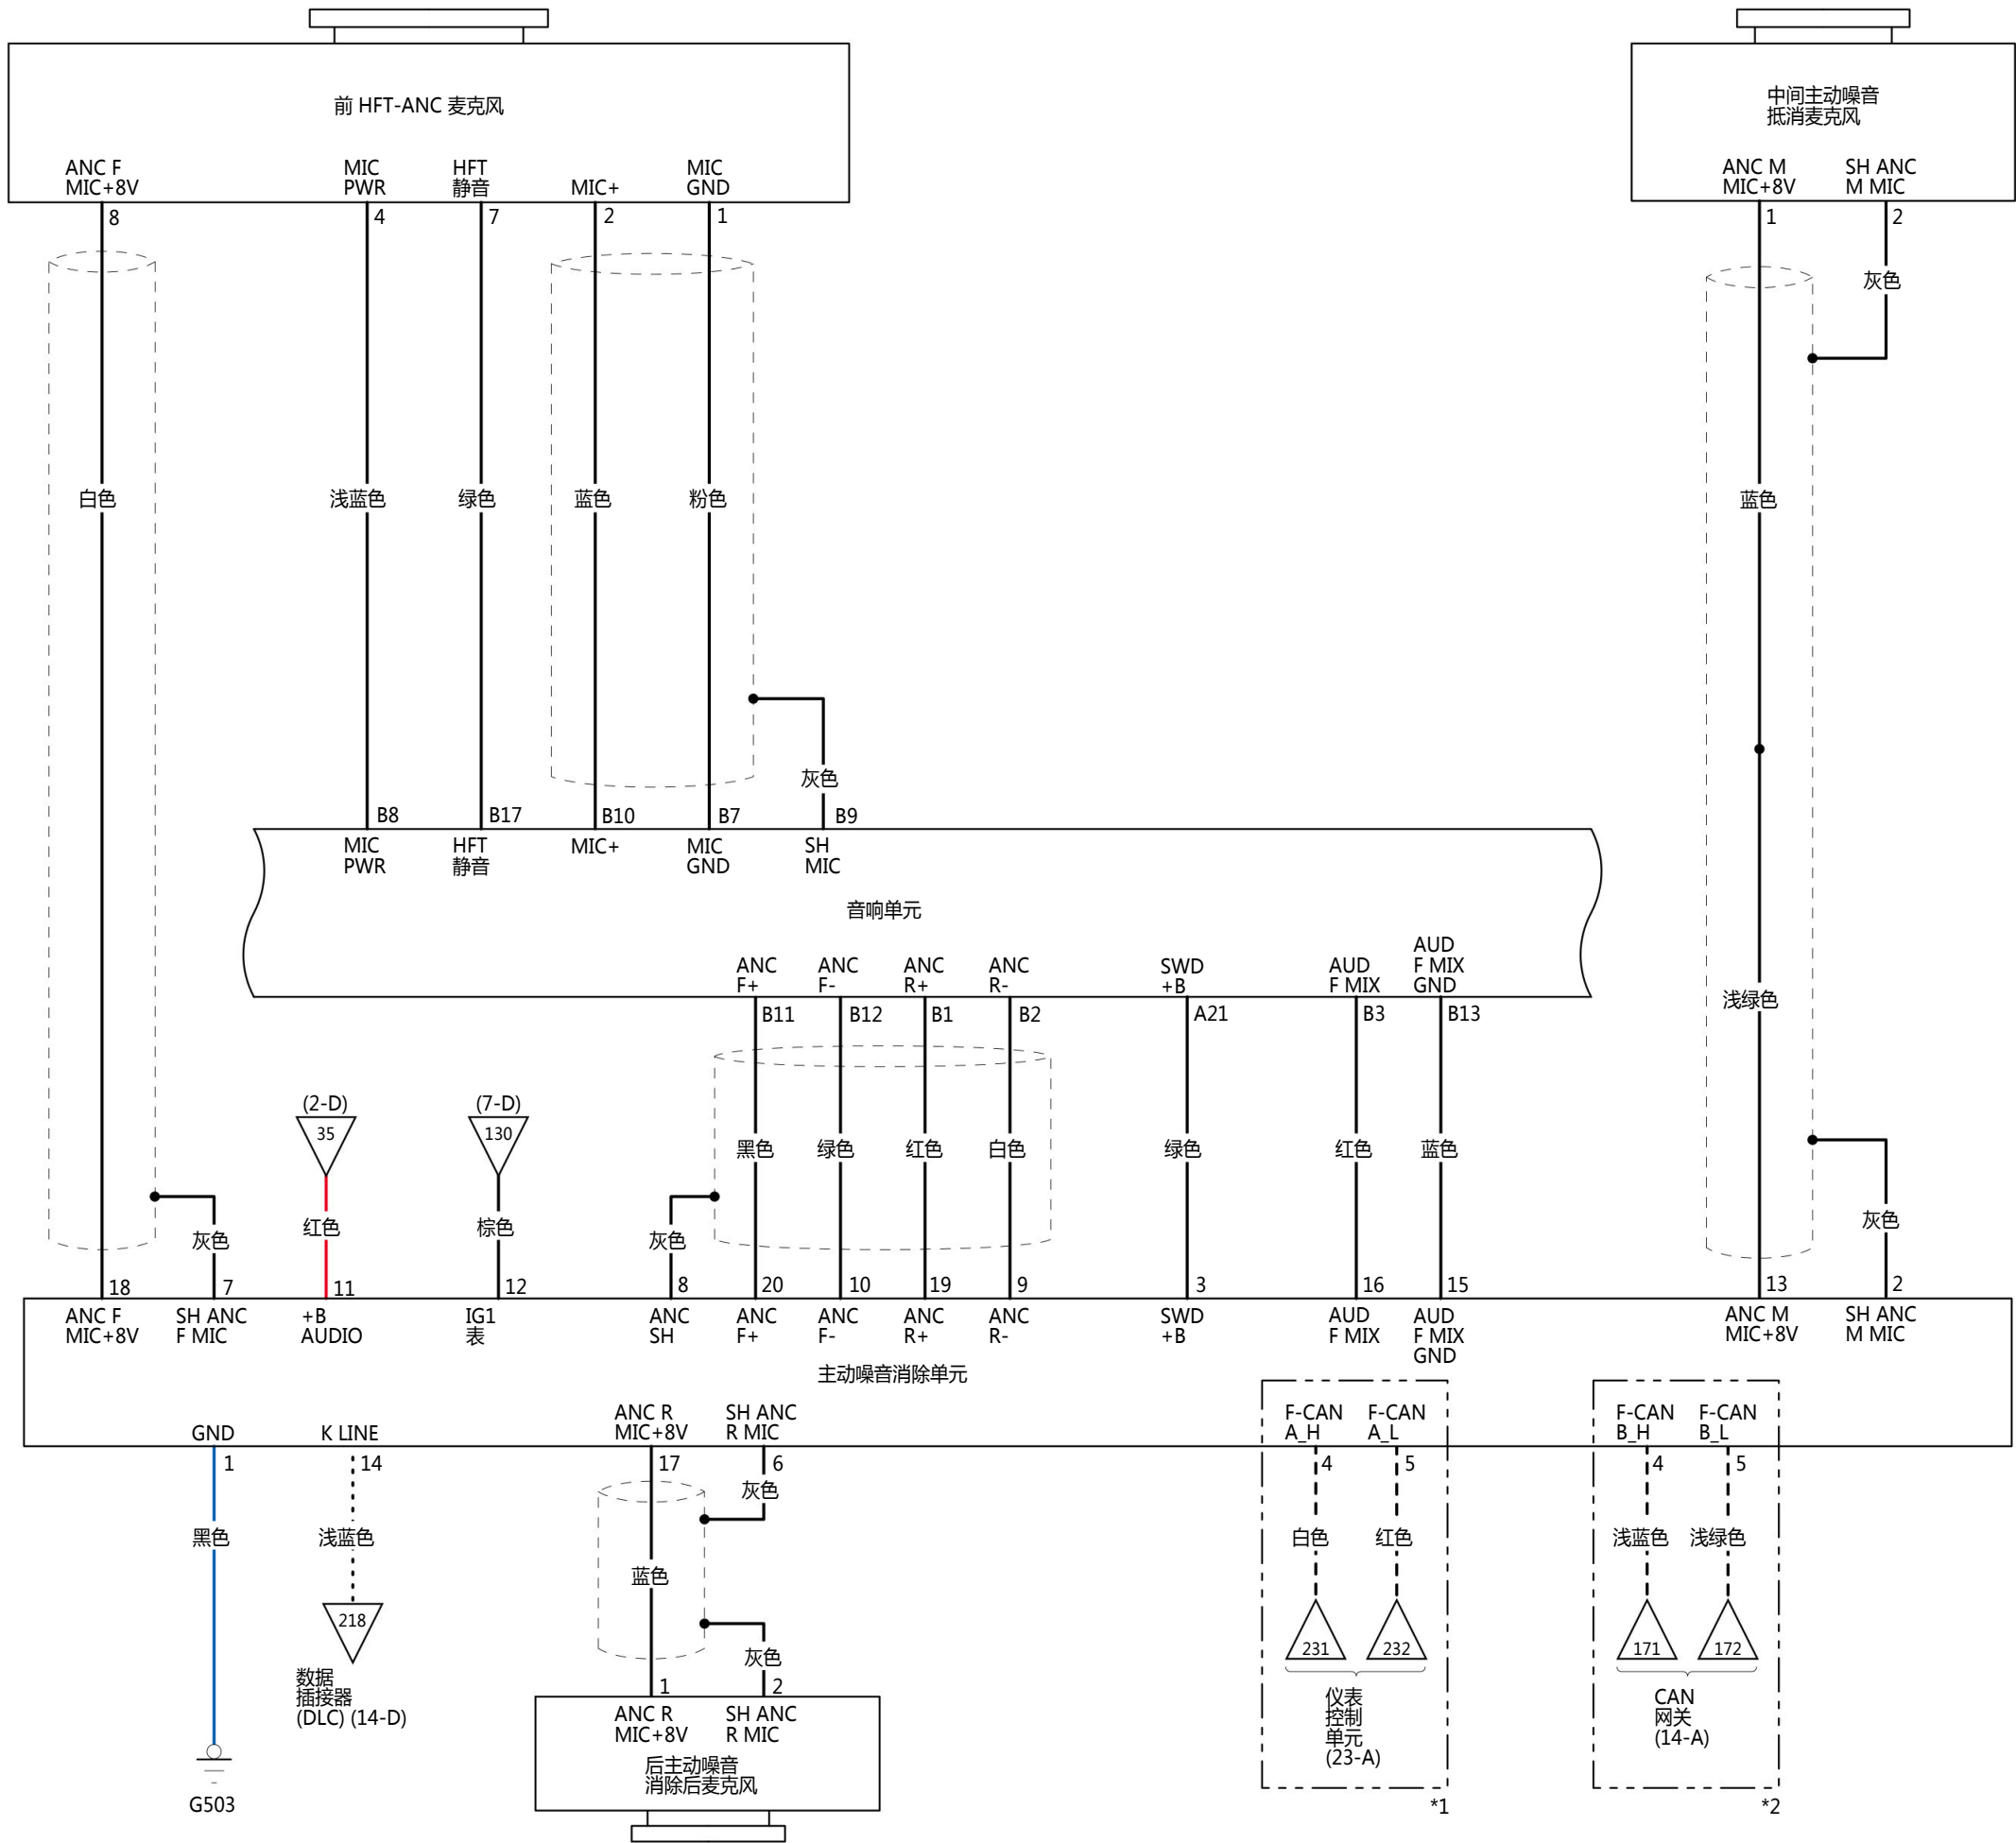 前 HFT-ANC 麦克风
中间主动噪音
抵消麦克风
ANC F
MIC+8V
MIC
PWR
HFT
静音
MIC+
MIC
GND
ANC M
MIC+8V
SH ANC
M MIC
8
4
7
2
1
1
2
灰色
白色
浅蓝色
绿色
蓝色
粉色
蓝色
灰色
B8
B17
B10
B7
B9
MIC
PWR
HFT
静音
MIC+
MIC
GND
SH
MIC
音响单元
ANC
F+
ANC
F-
ANC
R+
ANC
R-
SWD
+B
AUD
F MIX
AUD
F MIX
GND
浅绿色
B11
B12
B1
B2
A21
B3
B13
(2-D)
35
(7-D)
130
黑色
绿色
红色
白色
绿色
红色
蓝色
灰色
红色
棕色
灰色
灰色
18
7
11
12
8
20
10
19
9
3
16
15
13
2
ANC F
MIC+8V
SH ANC
F MIC
+B
AUDIO
IG1
表
ANC
SH
ANC
F+
ANC
F-
ANC
R+
ANC
R-
SWD
+B
AUD
F MIX
AUD
F MIX
GND
ANC M
MIC+8V
SH ANC
M MIC
主动噪音消除单元
GND
K LINE
ANC R
MIC+8V
SH ANC
R MIC
F-CAN
A_H
F-CAN
A_L
F-CAN
B_H
F-CAN
B_L
1
14
17
6
4
5
4
5
灰色
黑色
浅蓝色
蓝色
白色
红色
浅蓝色
浅绿色
218
数据
插接器
(DLC) (14-D)
灰色
231
232
171
172
仪表
控制
单元
(23-A)
CAN
网关
(14-A)
1
2
ANC R
MIC+8V
SH ANC
R MIC
后主动噪音
消除后麦克风
G503
*1
*2